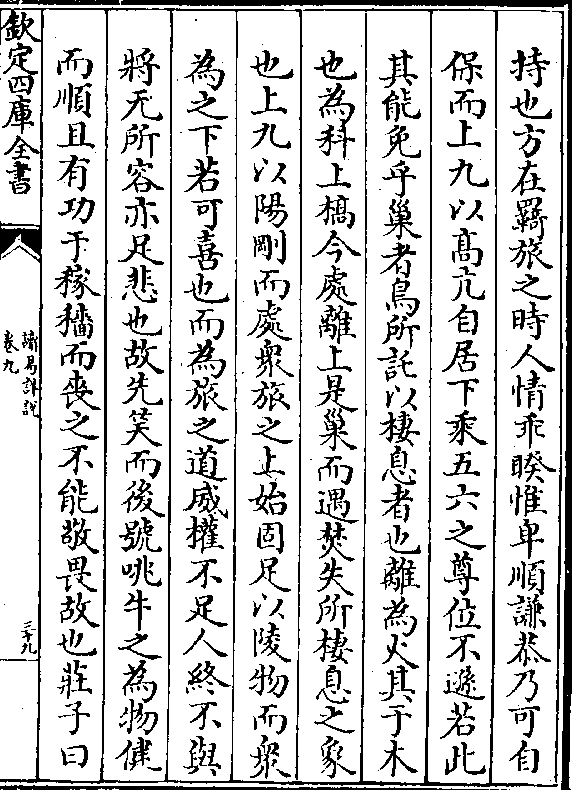 持也方在羇旅之時人情乖睽惟卑順謙恭乃可自
保而上九以髙亢自居下乘五六之尊位不遜若此
其能免乎巢者鳥所託以棲息者也離為火其于木
也為科上槁今處離上是巢而遇焚失所棲息之象
也上九以陽剛而處衆旅之上始固足以陵物而衆
為之下若可喜也而為旅之道威權不足人終不與
將无所容亦足悲也故先笑而後號咷牛之為物健
而順且有功于稼穡而喪之不能敬畏故也莊子曰
欽定四庫全書
讀易詳說
卷九
三十九